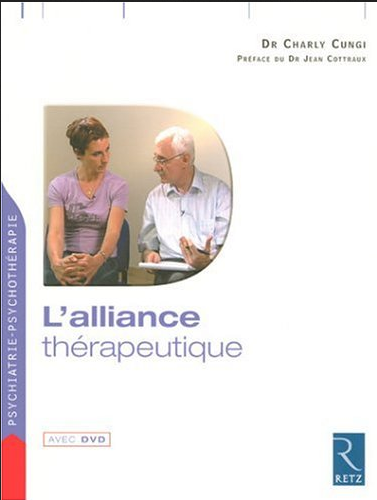 DR CHARLY CUNGI
PRÉFACE DU DR JEAN COTTRAUX
PSYCHIATRIE-PSYCHOTHÉRAPIE
L'alliance
thérapeutique
AVEC DVD
R
RETZ